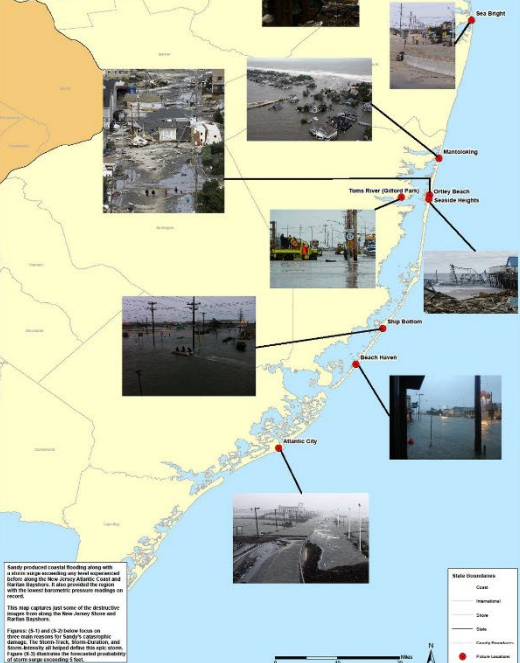 Sea Bright
Mantoloking
Ortley Beach
Toms River (Gilford Park)
Seaside Heights
Ship Bottom
Beach Haven
Atlantic City
Sandy produced coastal flooding along with
a storm surge exceeding any level experienced
before along the New Jersey Atlantic Coast and
Raritan Bayshore. It also provided the region
with the lowest barometric pressure readings on
record.
This map captures just some of the destructive
images from along the New Jersey Shore and
Raritan Bayshore.
Figures: (S-1) and (S-2) below focus on
three main reasons for Sandy's catastrophic
damage. The Storm-Track, Storm-Duration, and
Storm-Intensity all helped define this epic storm.
Figure (S-3) illustrates the forecasted probability
of storm surge exceeding 5 feet.
State Boundaries
Coast
International
Shore
State
County Boundaries
Picture Locations
N
Miles